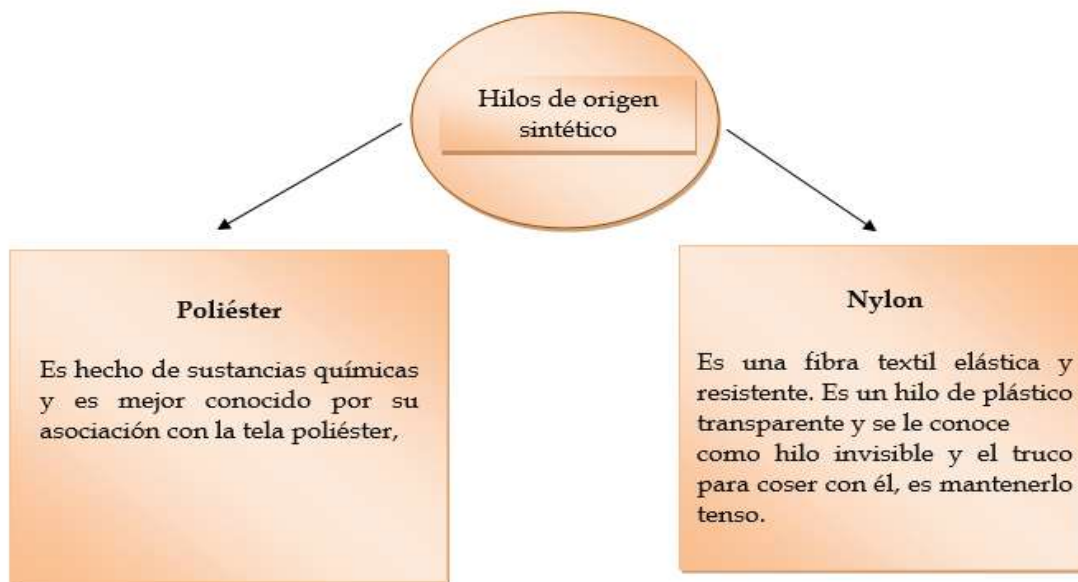 Hilos de origen
sintético
Poliéster
Es hecho de sustancias químicas
y es mejor conocido por su
asociación con la tela poliéster,
Nylon
Es una fibra textil elástica y
resistente. Es un hilo de plástico
transparente y se le conoce
como hilo invisible y el truco
para coser con él, es mantenerlo
tenso.